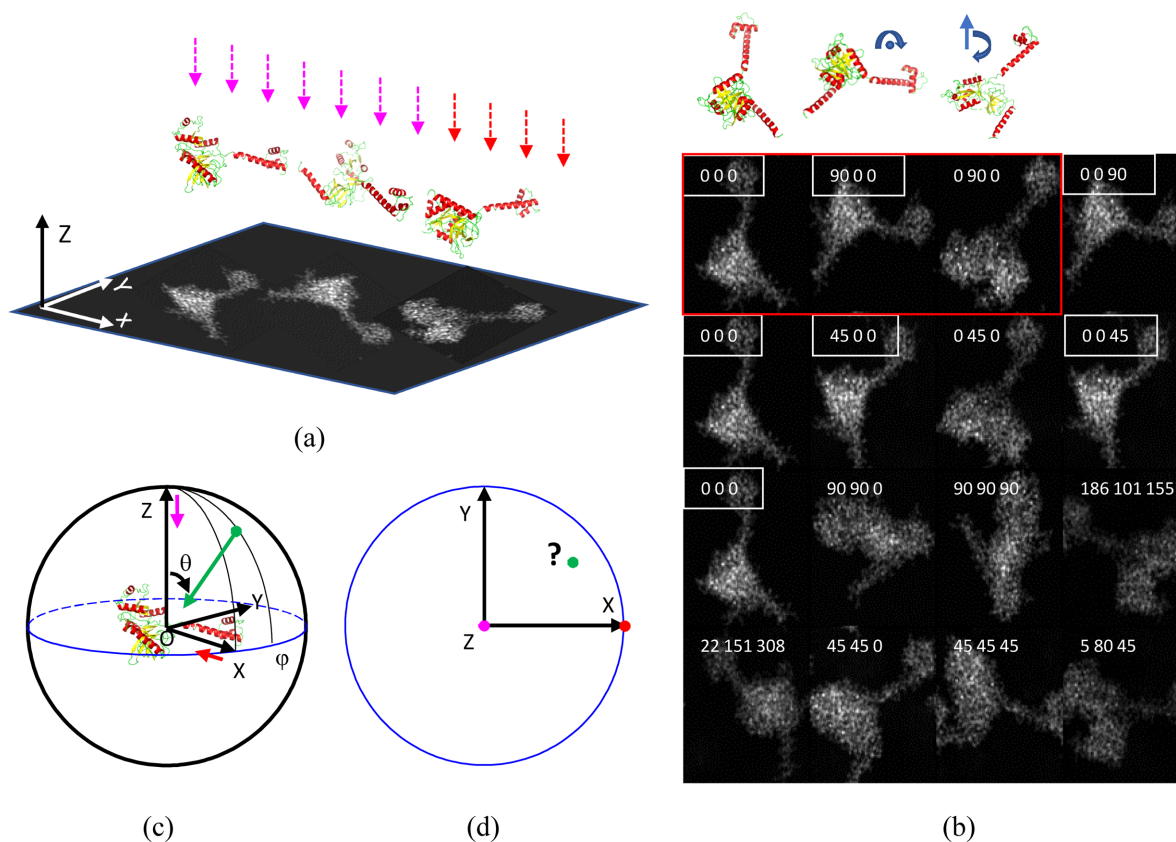 Z
Y
X
(a)
0 0 0
90 0 0
0 90 0
0 0 90
0 0 0
45 0 0
0 45 0
0 0 45
0 0 0
90 90 0
90 90 90
186 101 155
22 151 308
45 45 0
45 45 45
5 80 45
(b)
Z
θ
Y
O
X
φ
(c)
Y
?
X
Z
(d)